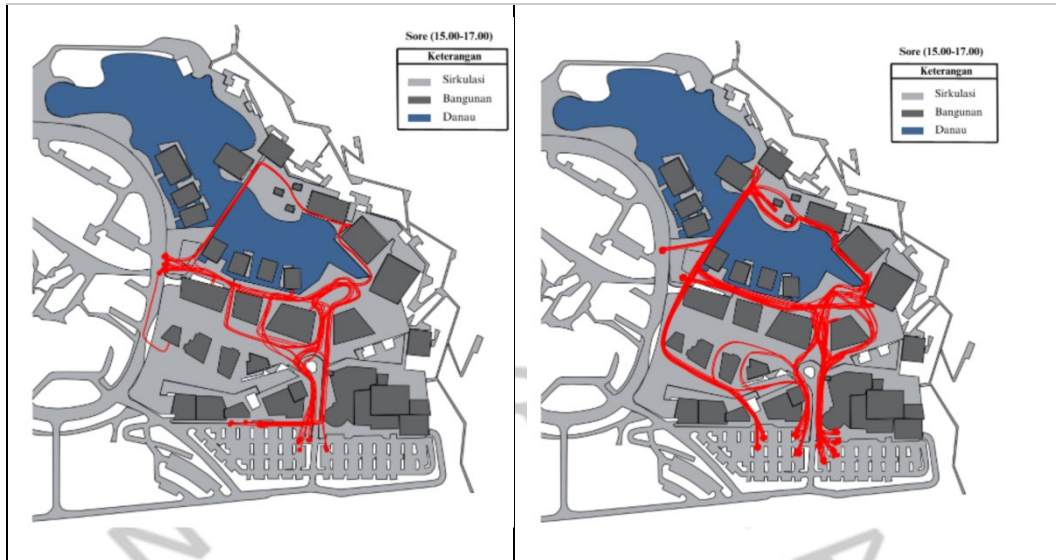 Sore (15.00-17.00)
Keterangan
Sirkulasi
Bangunan
Danau
Sore (15.00-17.00)
Keterangan
Sirkulasi
Bangunan
Danau